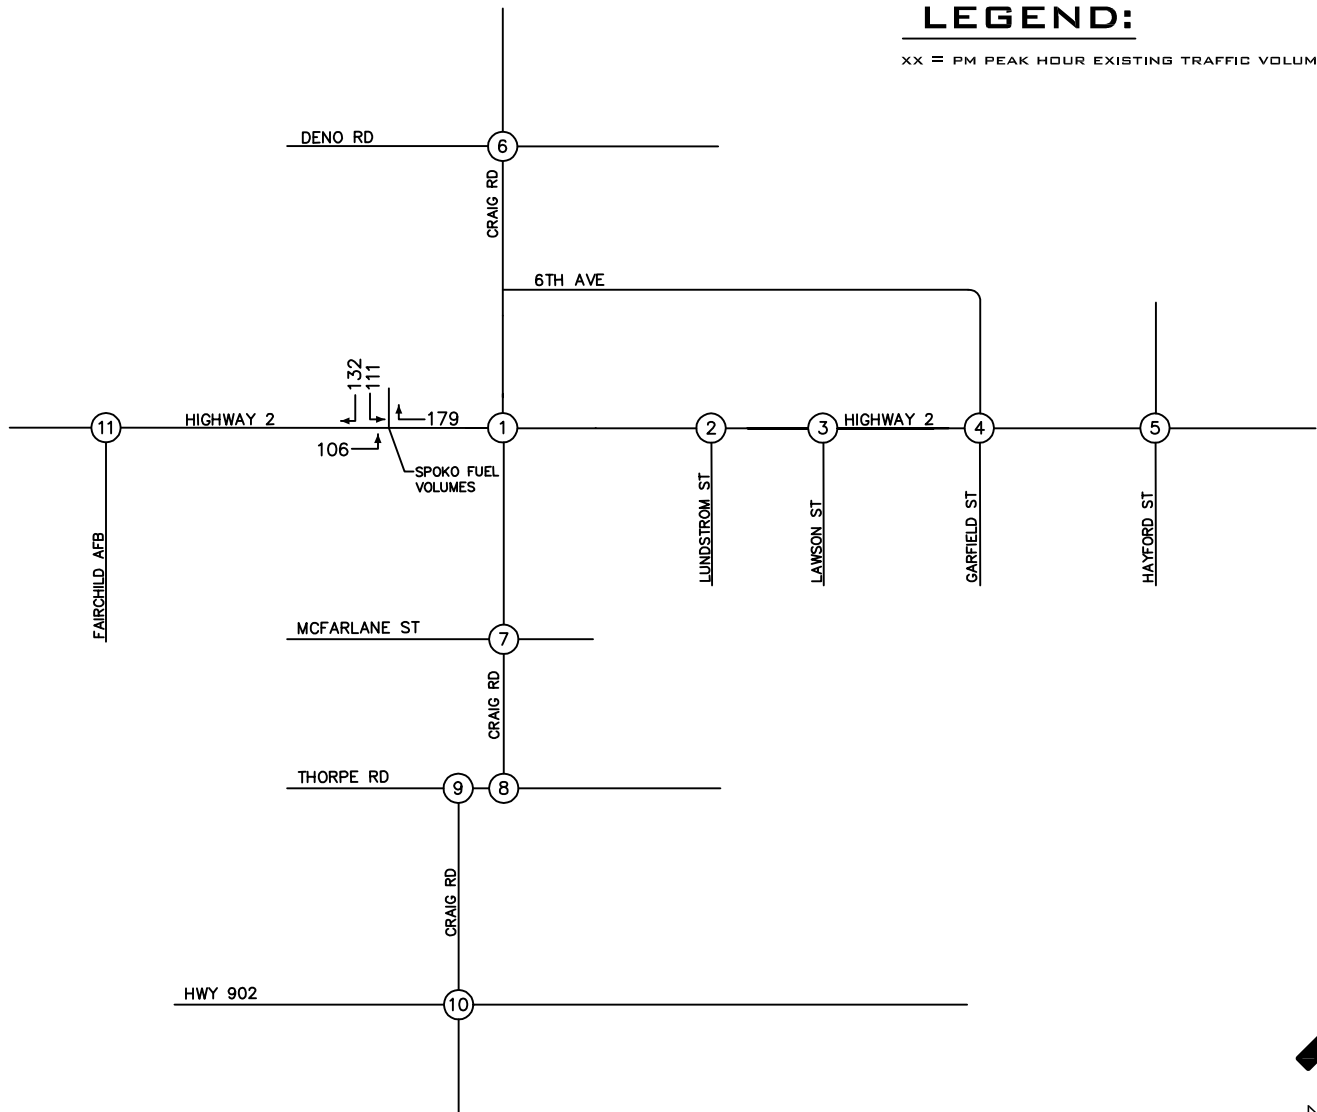 LEGEND:
XX = PM PEAK HOUR EXISTING TRAFFIC VOLUM
DENO RD
6
CRAIG RD
6TH AVE
132
111
179
HIGHWAY 2
11
1
2
3
HIGHWAY 2
4
5
106
SPOKO FUEL
VOLUMES
FAIRCHILD AFB
LUNDSTROM ST
LAWSON ST
GARFIELD ST
HAYFORD ST
MCFARLANE ST
7
CRAIG RD
THORPE RD
9
8
CRAIG RD
HWY 902
10